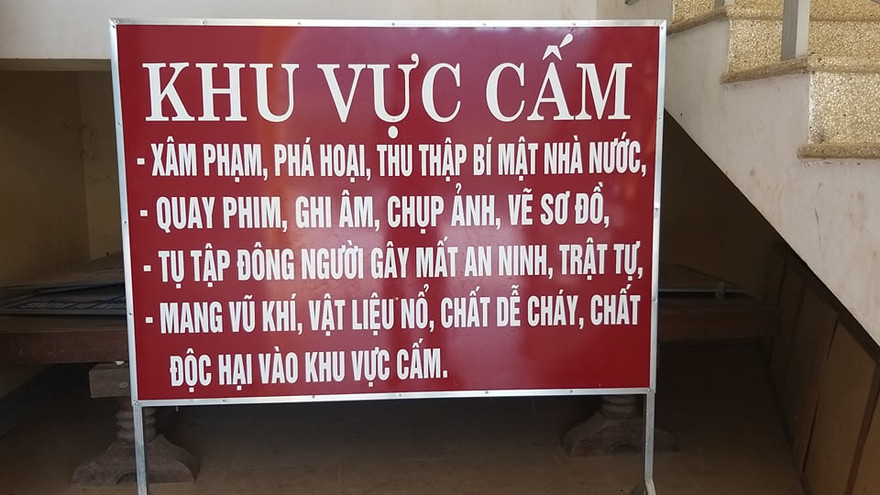 KHU VỰC CẤM
- XÂM PHẠM, PHÁ HOẠI, THU THẬP BÍ MẬT NHÀ NƯỚC,
- QUAY PHIM, GHI ÂM, CHỤP ẢNH, VẼ SƠ ĐỒ,
- TỤ TẬP ĐÔNG NGƯỜI GÂY MẤT AN NINH, TRẬT TỰ,
- MANG VŨ KHÍ, VẬT LIỆU NỔ, CHẤT DỄ CHÁY, CHẤT
ĐỘC HẠI VÀO KHU VỰC CẤM.